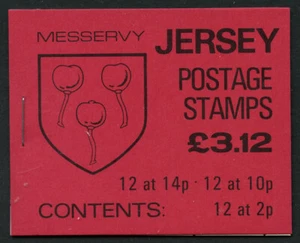 MESSERVY
JERSEY
POSTAGE
STAMPS
£3.12
12 at 14p · 12 at 10p
CONTENTS: 12 at 2p